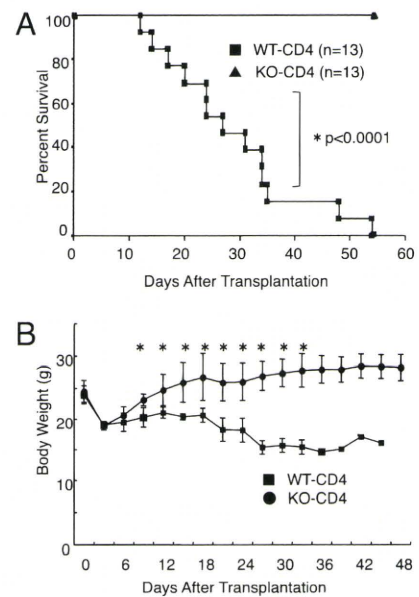 A
100
80
60
40
20
0
Percent Survival
WT-CD4 (n=13)
KO-CD4 (n=13)
* p<0.0001
0 10 20 30 40 50 60
Days After Transplantation
B
* * * * * * * * *
30
20
10
0
Body Weight (g)
WT-CD4
KO-CD4
0 6 12 18 24 30 36 42 48
Days After Transplantation